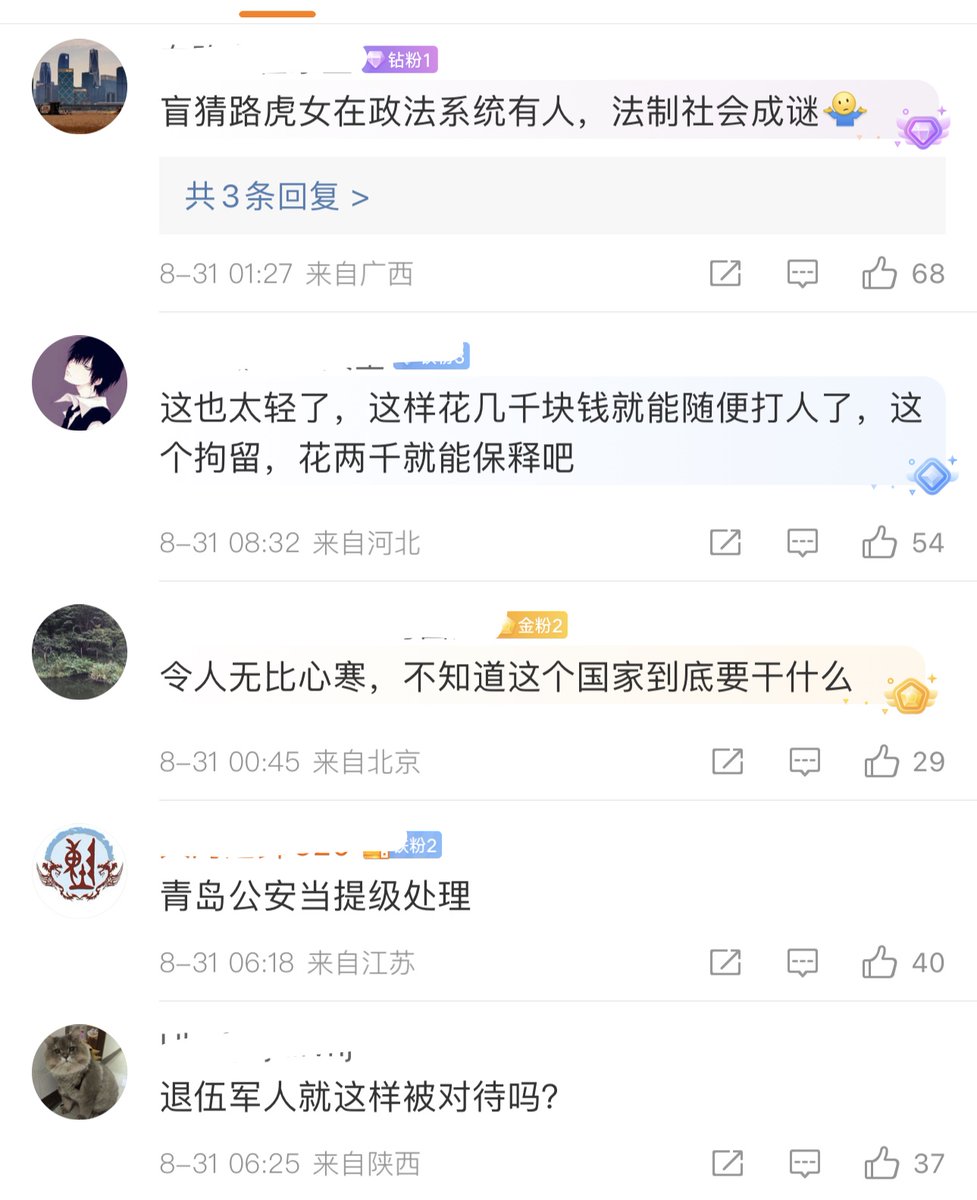 钻粉1
盲猜路虎女在政法系统有人，法制社会成谜
共3条回复 >
8-31 01:27 来自广西
68
这也太轻了，这样花几千块钱就能随便打人了，这
个拘留，花两千就能保释吧
8-31 08:32 来自河北
54
金粉2
令人无比心寒，不知道这个国家到底要干什么
8-31 00:45 来自北京
29
铁粉2
青岛公安当提级处理
8-31 06:18 来自江苏
40
退伍军人就这样被对待吗？
8-31 06:25 来自陕西
37